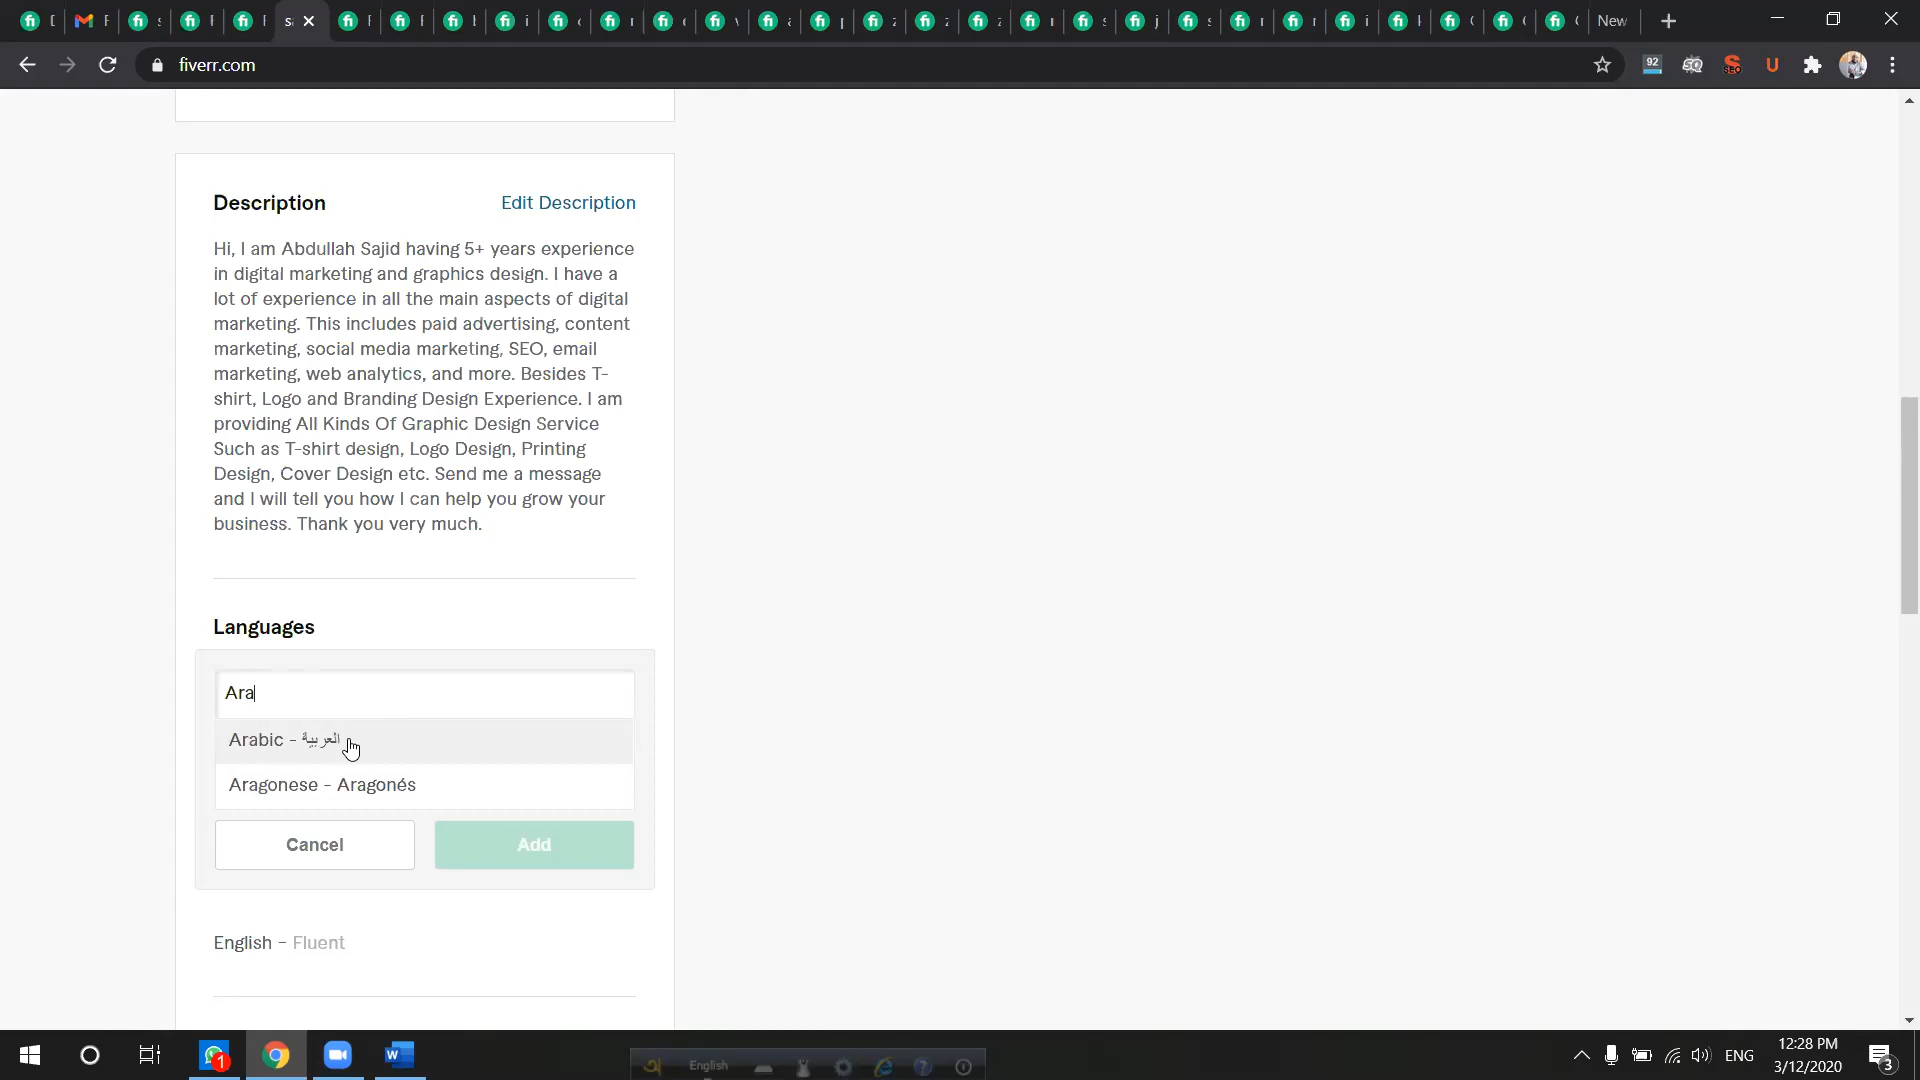 New
fiverr.com
92
Description
Edit Description
Hi, I am Abdullah Sajid having 5+ years experience
in digital marketing and graphics design. I have a
lot of experience in all the main aspects of digital
marketing. This includes paid advertising, content
marketing, social media marketing, SEO, email
marketing, web analytics, and more. Besides T-
shirt, Logo and Branding Design Experience. I am
providing All Kinds Of Graphic Design Service
Such as T-shirt design, Logo Design, Printing
Design, Cover Design etc. Send me a message
and I will tell you how I can help you grow your
business. Thank you very much.
Languages
Ara
Arabic - العربية
Aragonese - Aragonés
Cancel
Add
English - Fluent
1
English
ENG
12:28 PM
3/12/2020
3